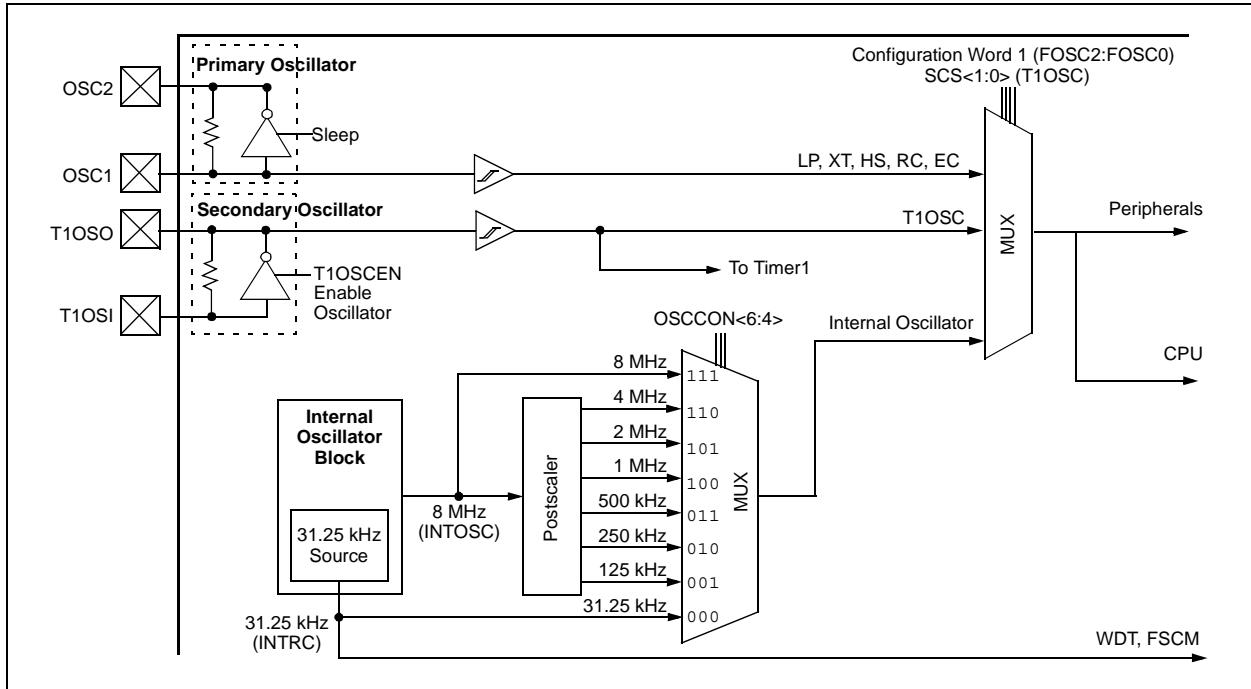 Configuration Word 1 (FOSC2:FOSC0)
SCS<1:0> (T1OSC)
Primary Oscillator
OSC2
Sleep
OSC1
LP, XT, HS, RC, EC
Secondary Oscillator
T1OSO
T1OSC
MUX
Peripherals
To Timer1
T1OSCEN
Enable
Oscillator
T1OSI
OSCCON<6:4>
Internal Oscillator
CPU
Internal
Oscillator
Block
8 MHz
111
4 MHz
110
2 MHz
101
1 MHz
100
500 kHz
011
250 kHz
010
125 kHz
001
31.25 kHz
000
Postscaler
MUX
8 MHz
(INTOSC)
31.25 kHz
Source
31.25 kHz
(INTRC)
WDT, FSCM